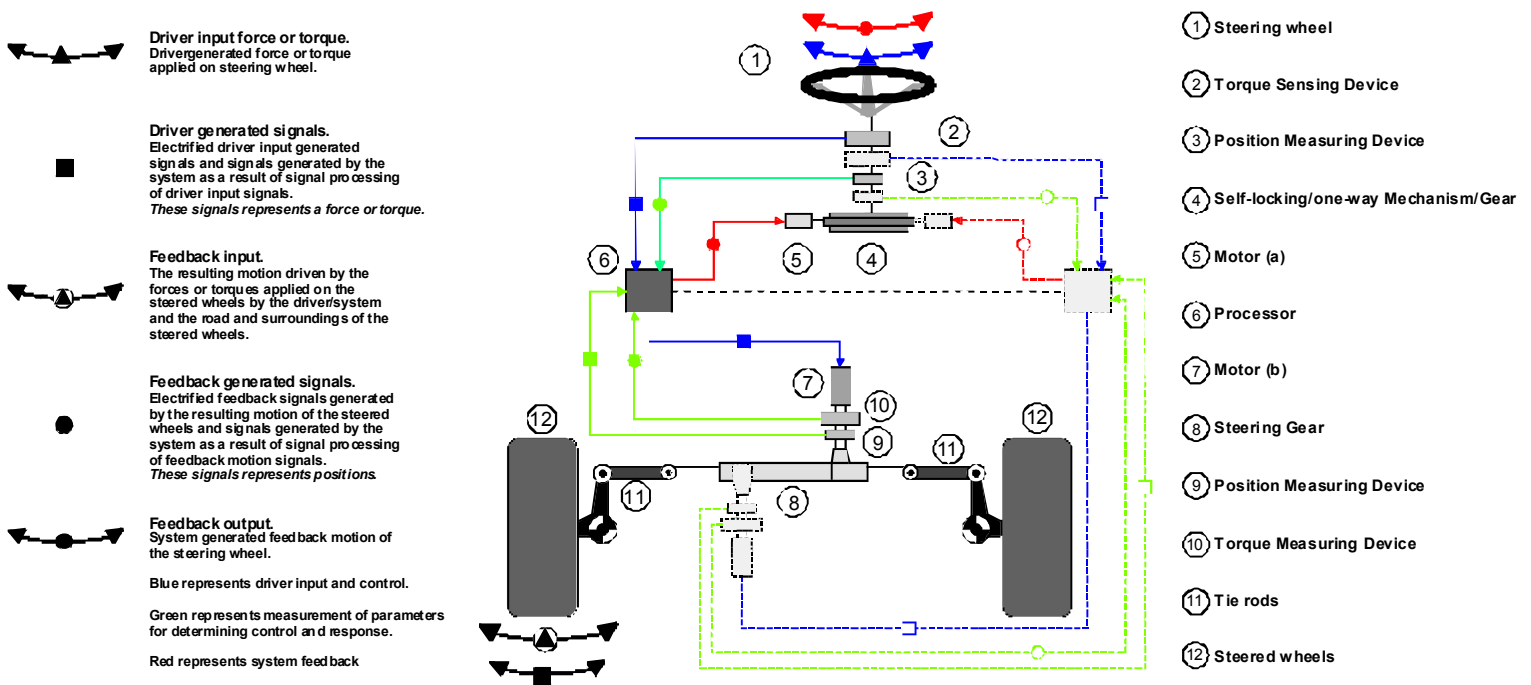 Driver input force or torque.
Drivergenerated force or torque
applied on steering wheel.
Driver generated signals.
Electrified driver input generated
signals and signals generated by the
system as a result of signal processing
of driver input signals.
These signals represents a force or torque.
Feedback input.
The resulting motion driven by the
forces or torques applied on the
steered wheels by the driver/system
and the road and surroundings of the
steered wheels.
Feedback generated signals.
Electrified feedback signals generated
by the resulting motion of the steered
wheels and signals generated by the
system as a result of signal processing
of feedback motion signals.
These signals represents positions.
Feedback output.
System generated feedback motion of
the steering wheel.
Blue represents driver input and control.
Green represents measurement of parameters
for determining control and response.
Red represents system feedback
1
2
3
5
4
6
7
10
9
12
12
11
11
8
1 Steering wheel
2 Torque Sensing Device
3 Position Measuring Device
4 Self-locking/one-way Mechanism/Gear
5 Motor (a)
6 Processor
7 Motor (b)
8 Steering Gear
9 Position Measuring Device
10 Torque Measuring Device
11 Tie rods
12 Steered wheels